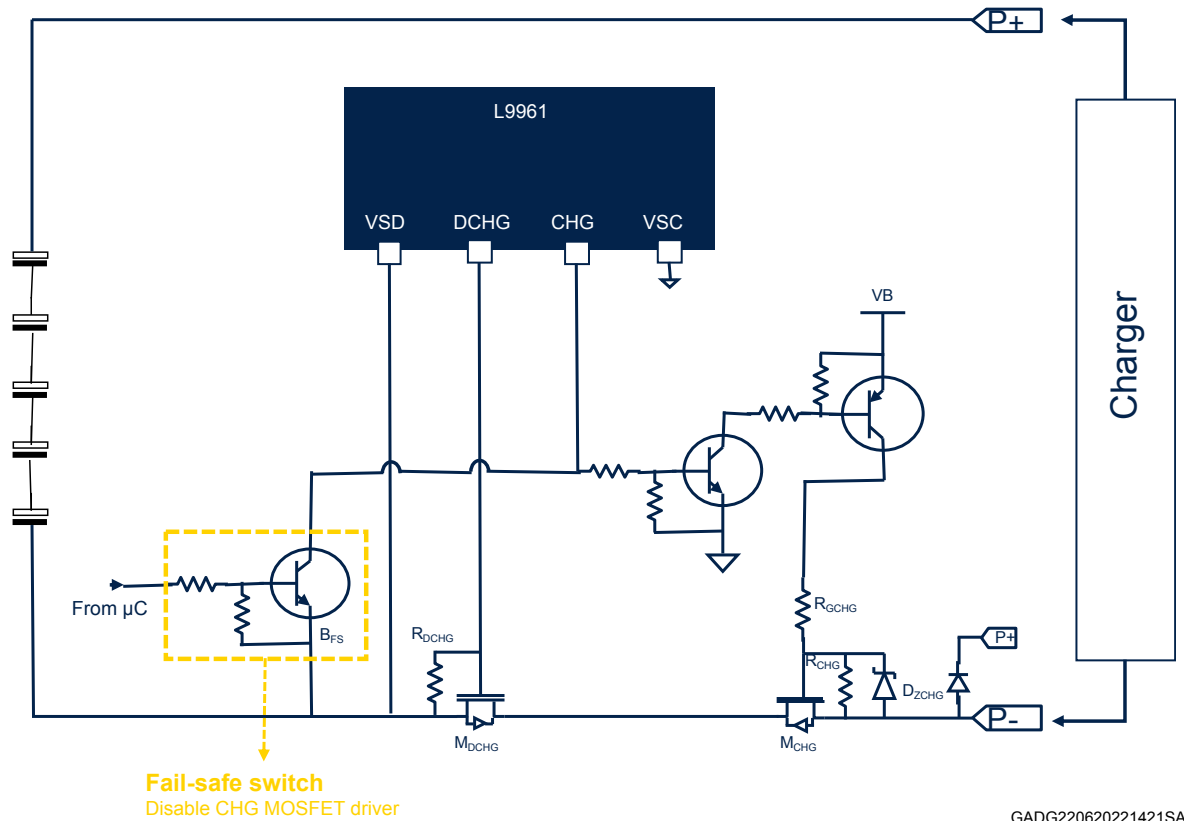 P+
L9961
VSD DCHG CHG VSC
VB
Charger
From µC
BFS
RDCHG
RGCHG
P+
RCHG
DZCHG
P-
MDCHG
MCHG
Fail-safe switch
Disable CHG MOSFET driver
GADG220620221421SA